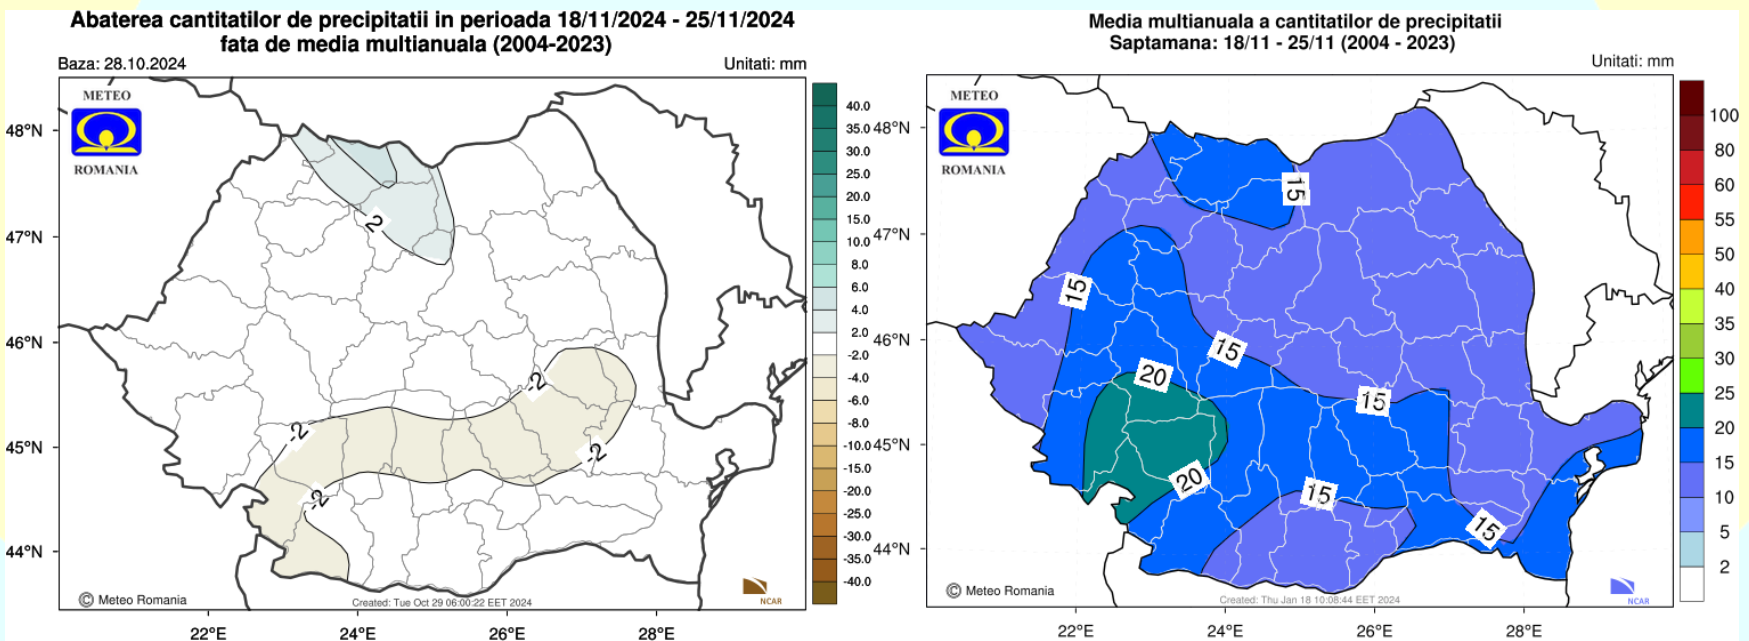 Abaterea cantitatilor de precipitatii in perioada 18/11/2024 - 25/11/2024
fata de media multianuala (2004-2023)
Baza: 28.10.2024
Unitati: mm
METEO
ROMANIA
48°N
47°N
46°N
45°N
44°N
2
-2
-2
-2
-2
40.0
35.0
30.0
25.0
20.0
15.0
10.0
8.0
6.0
4.0
2.0
-2.0
-4.0
-6.0
-8.0
-10.0
-15.0
-20.0
-25.0
-30.0
-35.0
-40.0
© Meteo Romania
Created: Tue Oct 29 06:00:22 EET 2024
NCAR
22°E
24°E
26°E
28°E
Media multianuala a cantitatilor de precipitatii
Saptamana: 18/11 - 25/11 (2004 - 2023)
Unitati: mm
METEO
ROMANIA
48°N
47°N
46°N
45°N
44°N
15
15
15
20
15
20
15
15
100
80
60
55
50
40
35
30
25
20
15
10
5
2
© Meteo Romania
Created: Thu Jan 18 10:08:44 EET 2024
NCAR
22°E
24°E
26°E
28°E